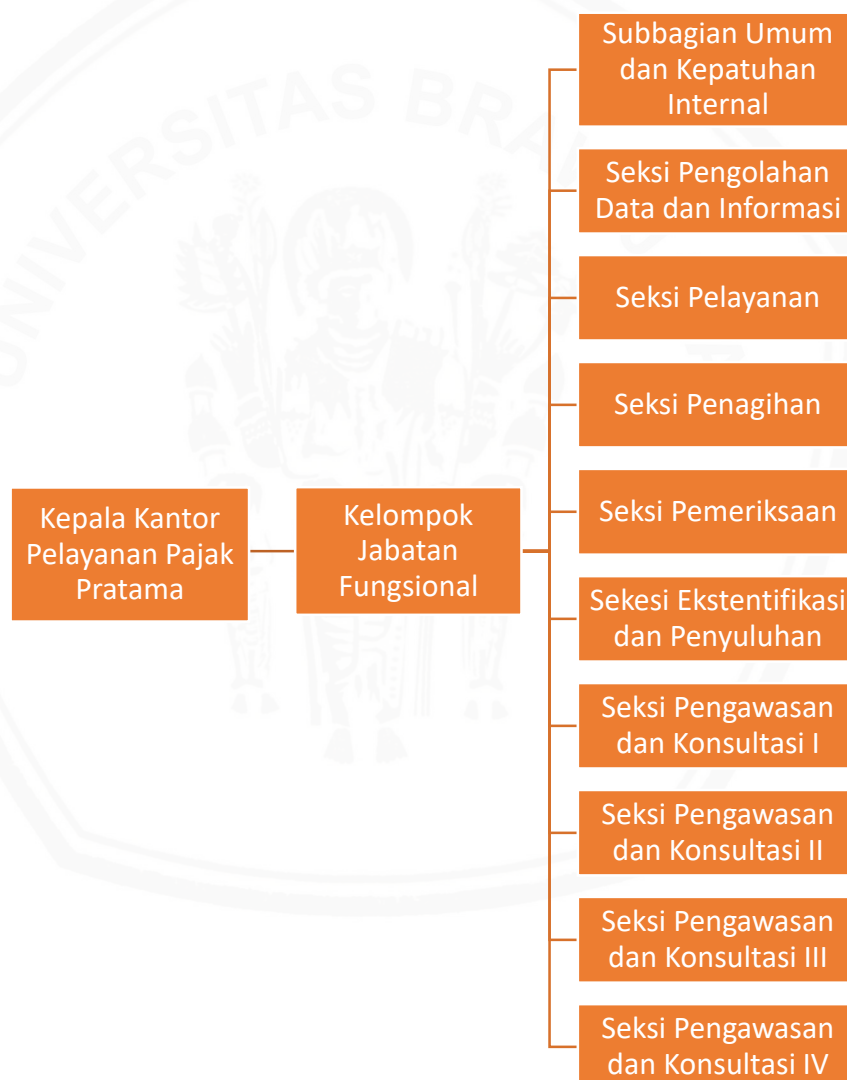 Kepala Kantor
Pelayanan Pajak
Pratama
Kelompok
Jabatan
Fungsional
Subbagian Umum
dan Kepatuhan
Internal
Seksi Pengolahan
Data dan Informasi
Seksi Pelayanan
Seksi Penagihan
Seksi Pemeriksaan
Sekesi Ekstentifikasi
dan Penyuluhan
Seksi Pengawasan
dan Konsultasi I
Seksi Pengawasan
dan Konsultasi II
Seksi Pengawasan
dan Konsultasi III
Seksi Pengawasan
dan Konsultasi IV